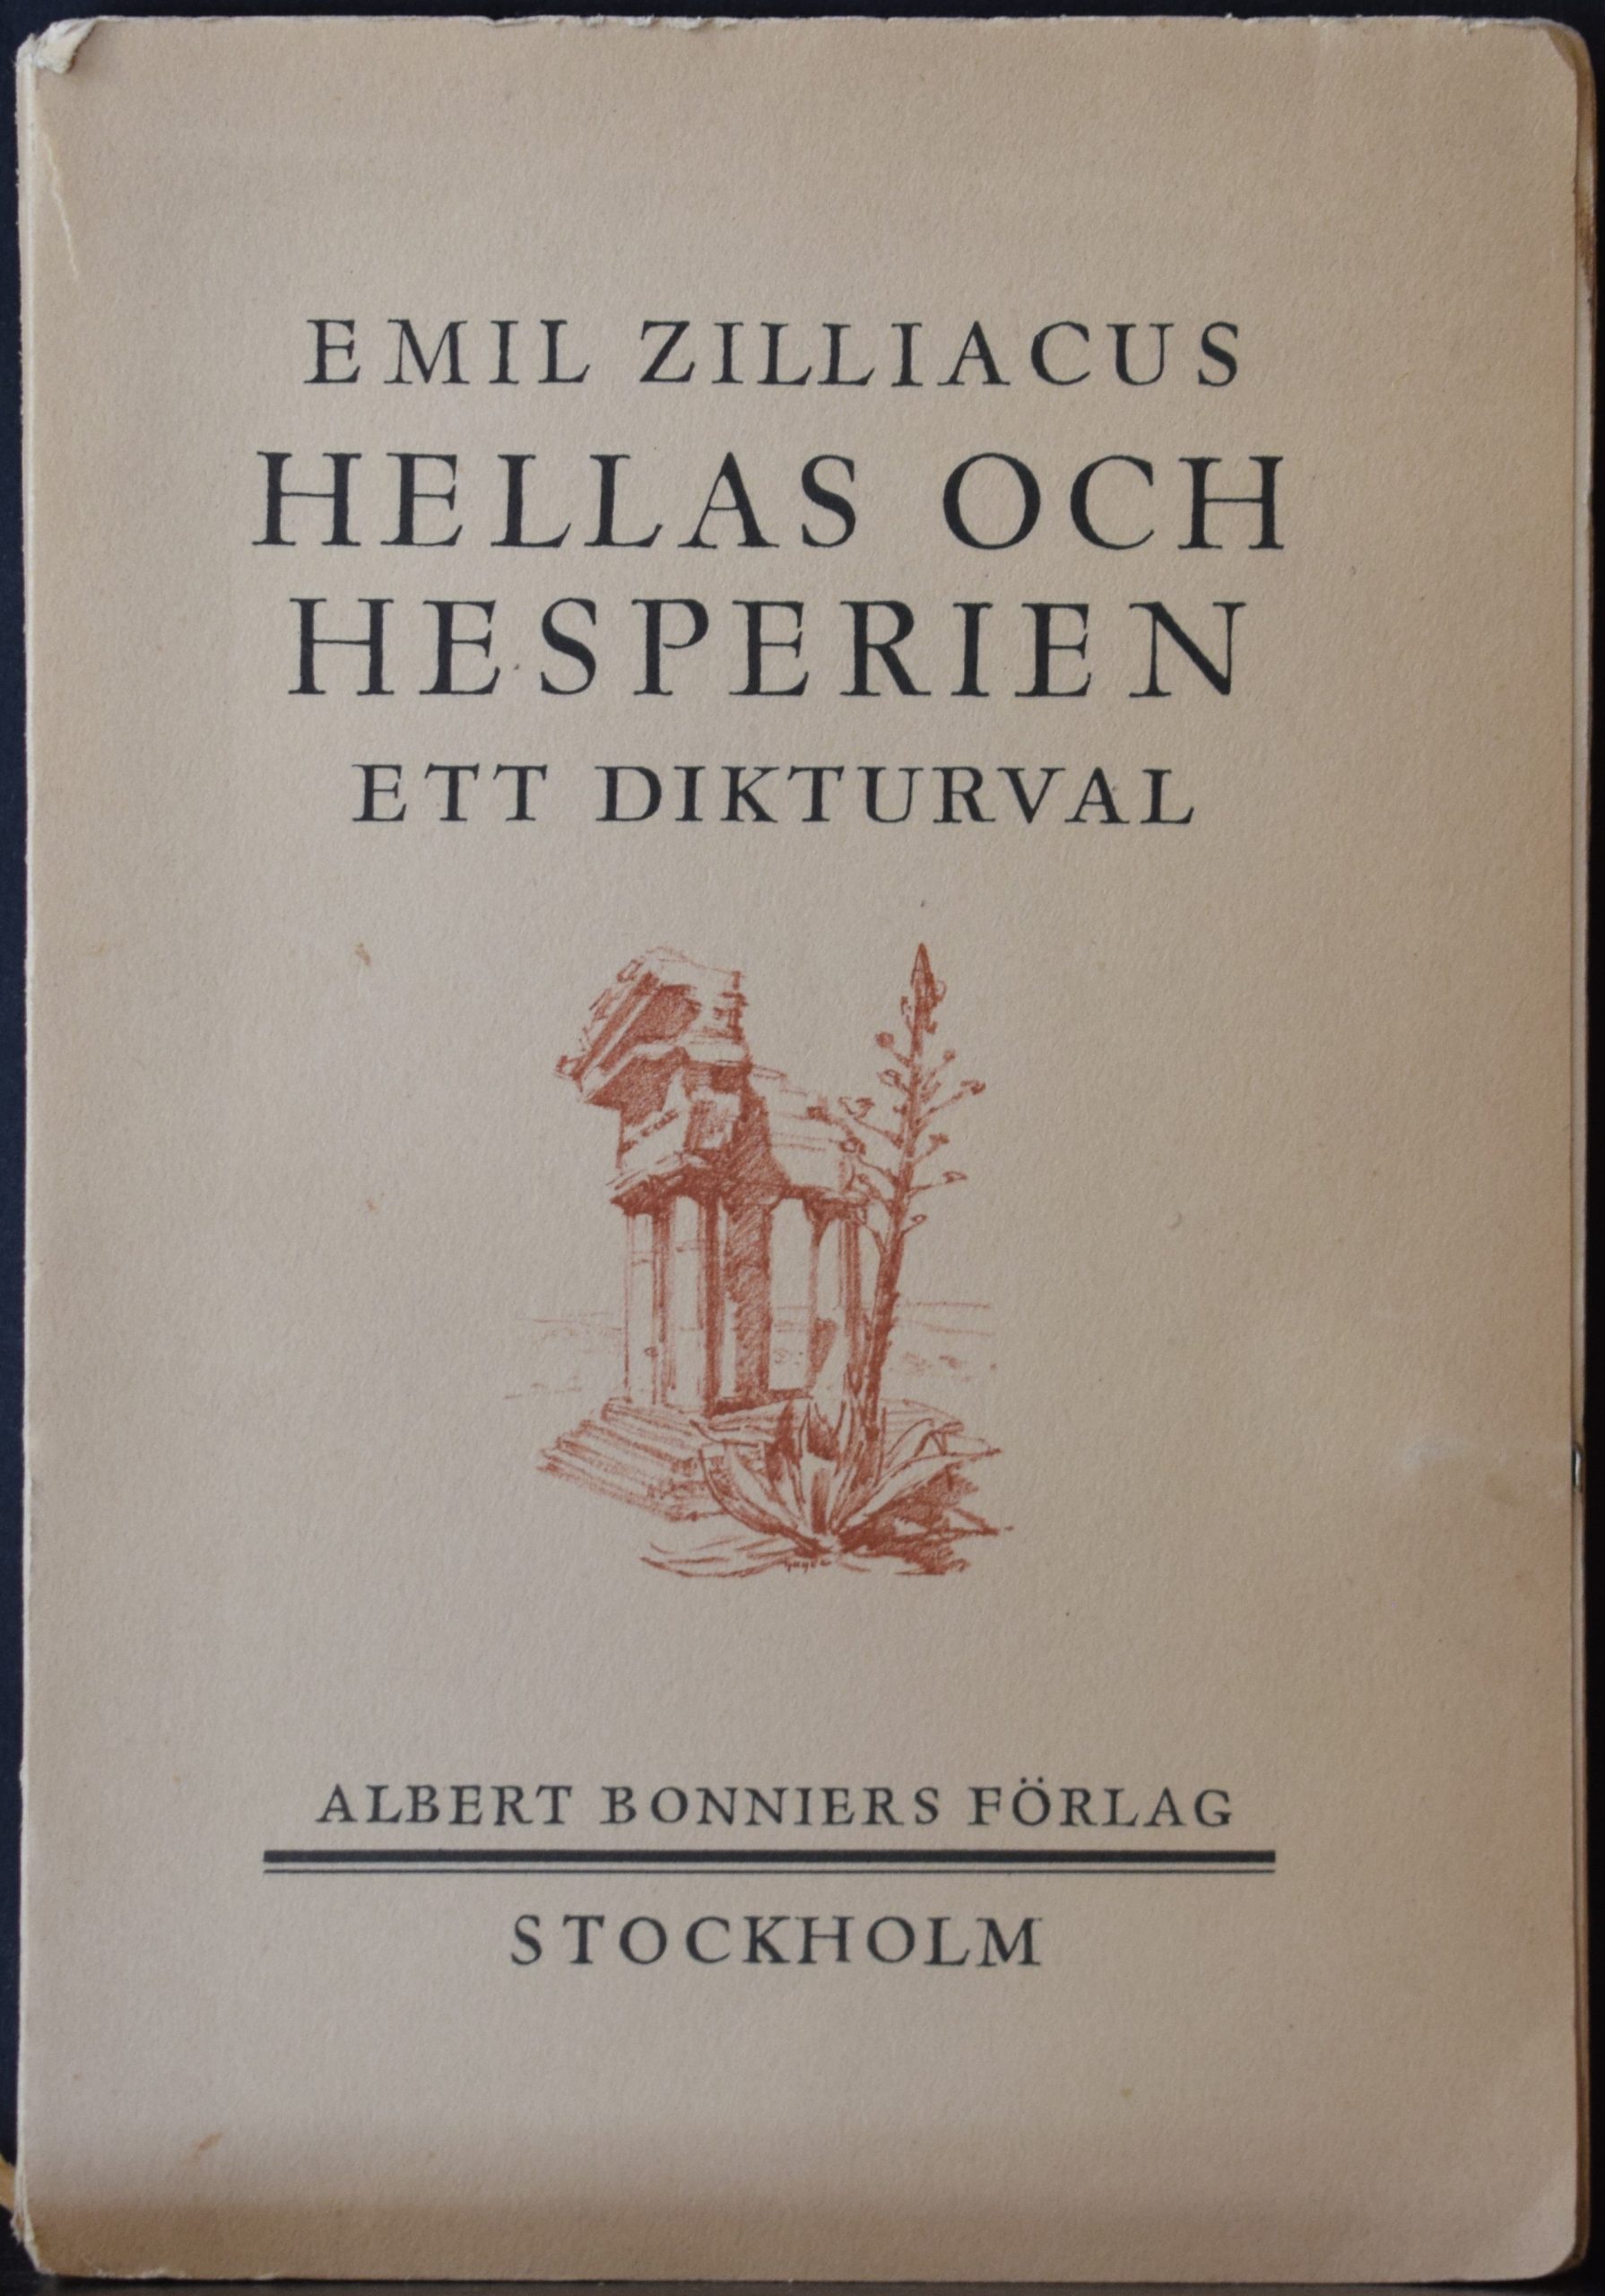 EMIL ZILLIACUS
HELLAS OCH
HESPERIEN
ETT DIKTURVAL
ALBERT BONNIERS FÖRLAG
STOCKHOLM